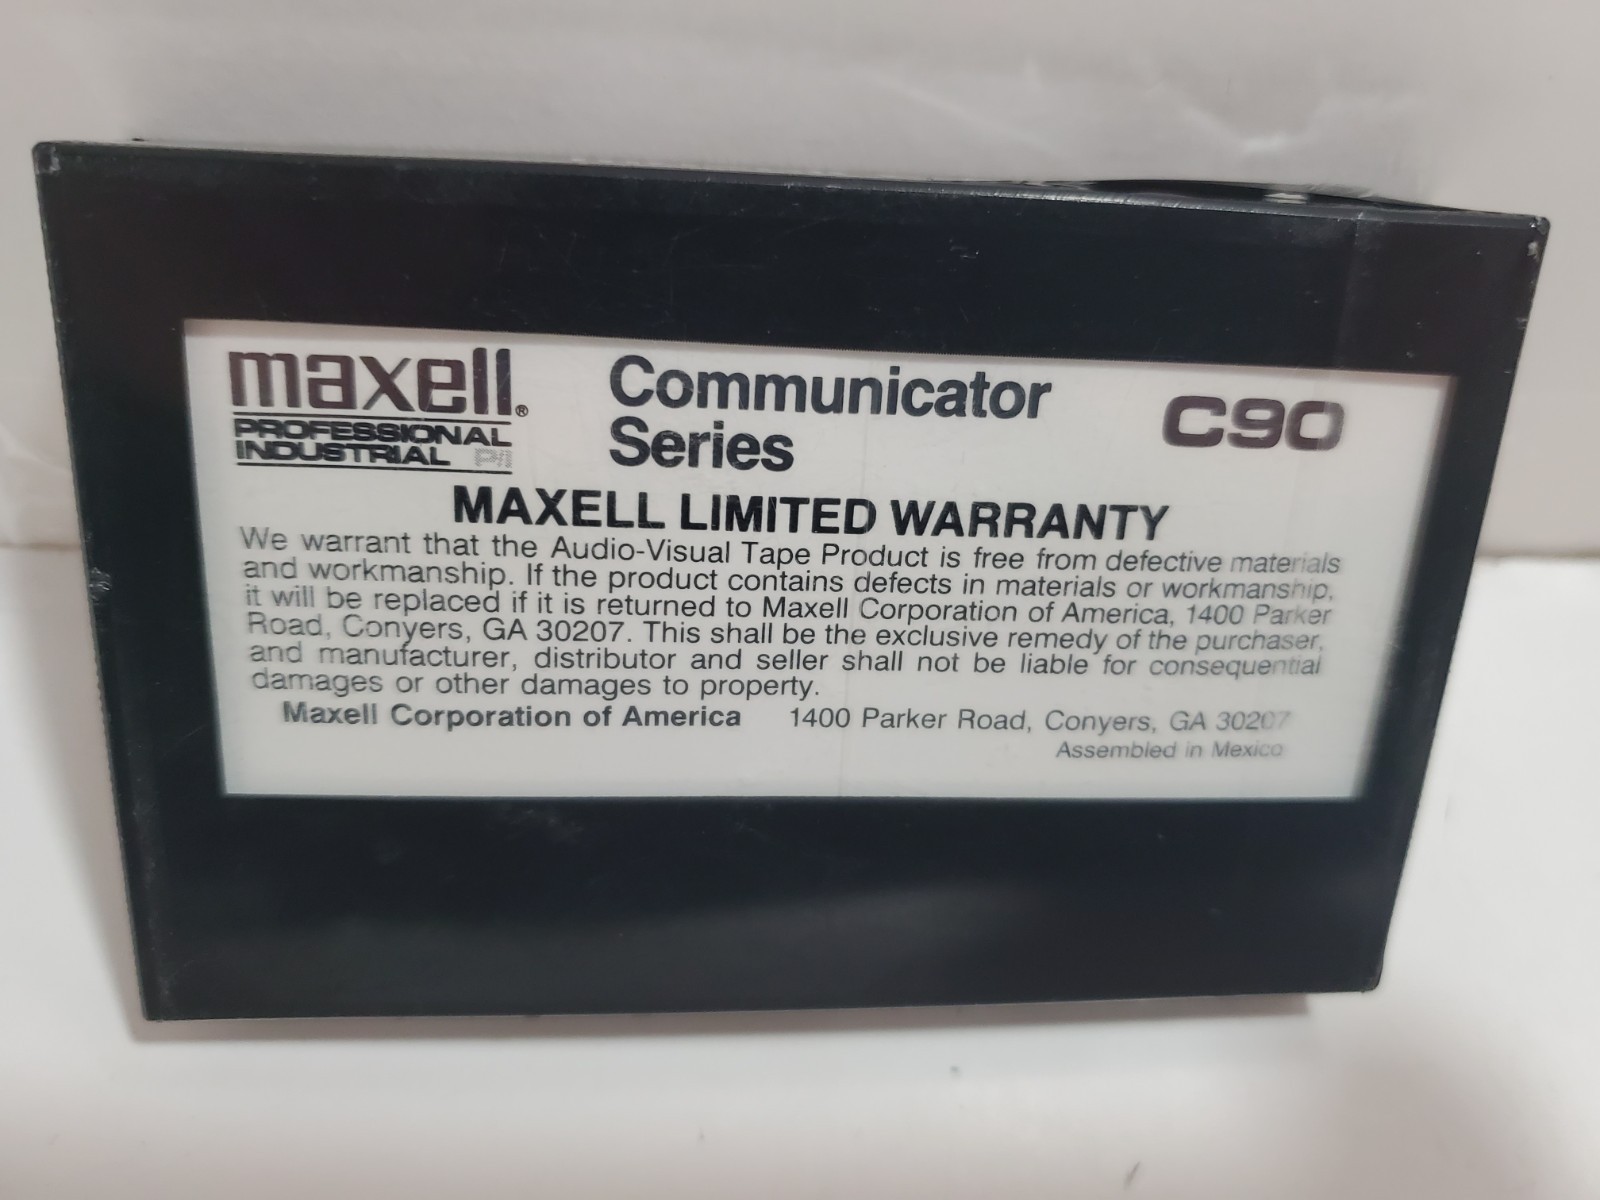 maxell®
PROFESSIONAL
INDUSTRIAL P/I
Communicator
Series
C90
MAXELL LIMITED WARRANTY
We warrant that the Audio-Visual Tape Product is free from defective materials
and workmanship. If the product contains defects in materials or workmanship,
it will be replaced if it is returned to Maxell Corporation of America, 1400 Parker
Road, Conyers, GA 30207. This shall be the exclusive remedy of the purchaser,
and manufacturer, distributor and seller shall not be liable for consequential
damages or other damages to property.
Maxell Corporation of America 1400 Parker Road, Conyers, GA 30207
Assembled in Mexico